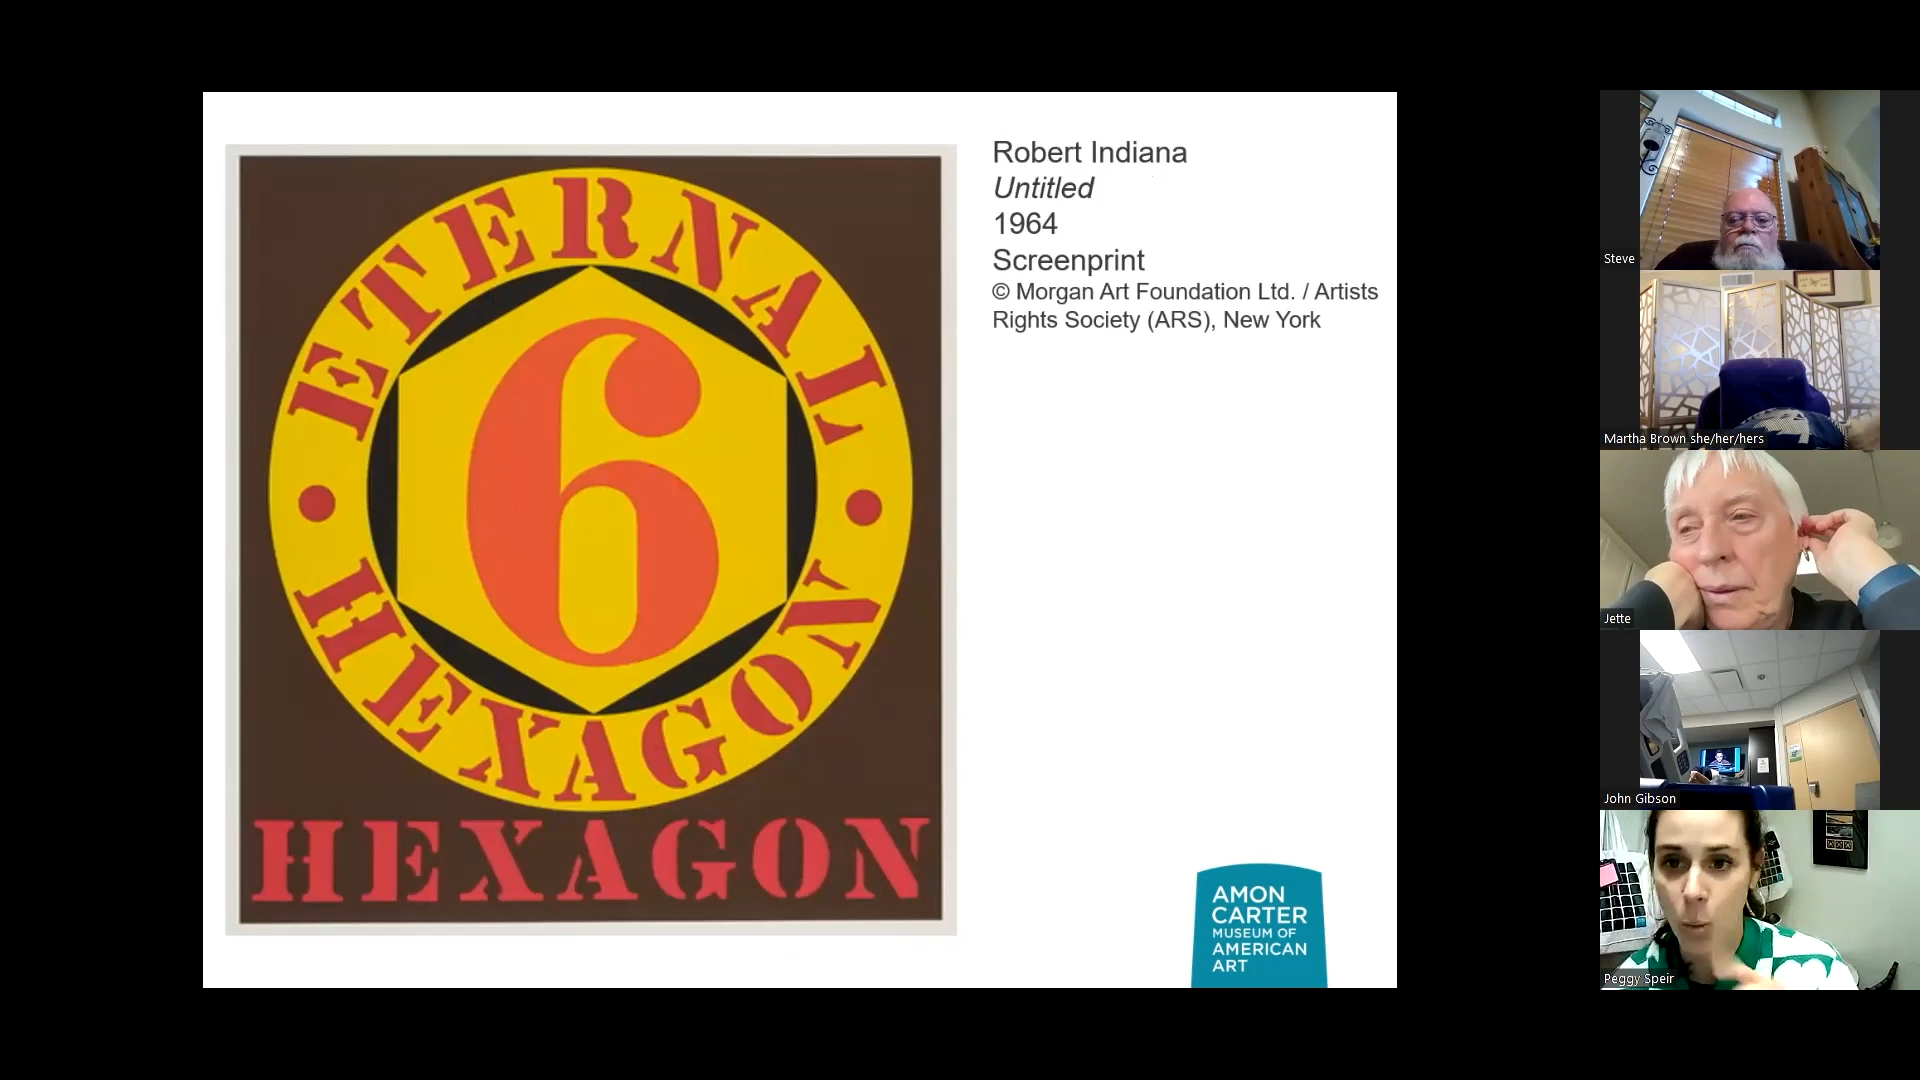 ETERNAL
6
HEXAGON
HEXAGON
Robert Indiana
Untitled
1964
Screenprint
© Morgan Art Foundation Ltd. / Artists
Rights Society (ARS), New York
AMON
CARTER
MUSEUM OF
AMERICAN
ART
Steve
Martha Brown she/her/hers
Jette
John Gibson
Peggy Speir